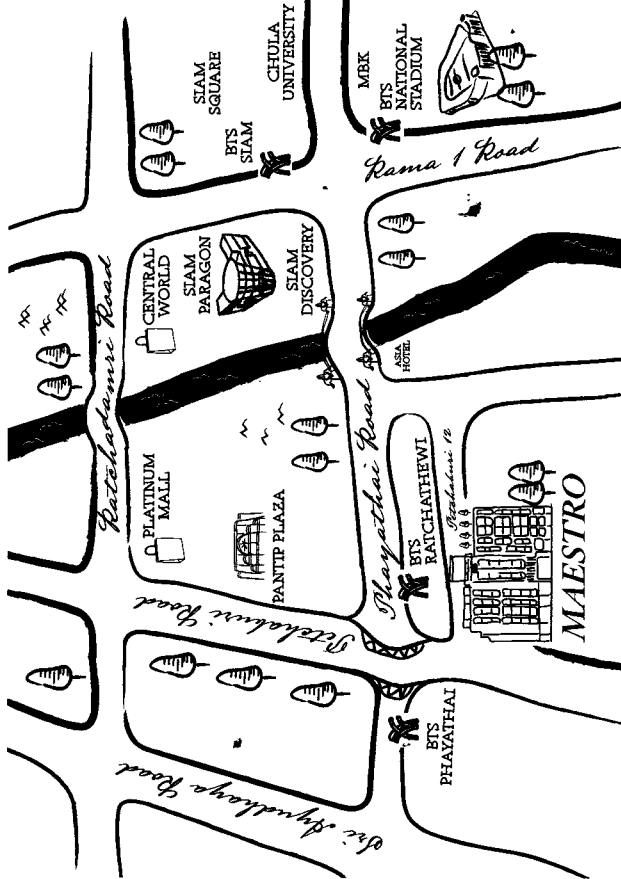 Ratchadamri Road
PLATINUM
MALL
CENTRAL
WORLD
SIAM
PARAGON
SIAM
DISCOVERY
SIAM
SQUARE
BTS
SIAM
CHULA
UNIVERSITY
PANTIP PLAZA
Sri Ayudhaya Road
Petchaburi Road
Phayathai Road
Rama 1 Road
MBK
BTS
NATIONAL
STADIUM
ASIA
HOTEL
BTS
RATCHATHEWI
BTS
PHAYATHAI
Petchaburi 12
MAESTRO